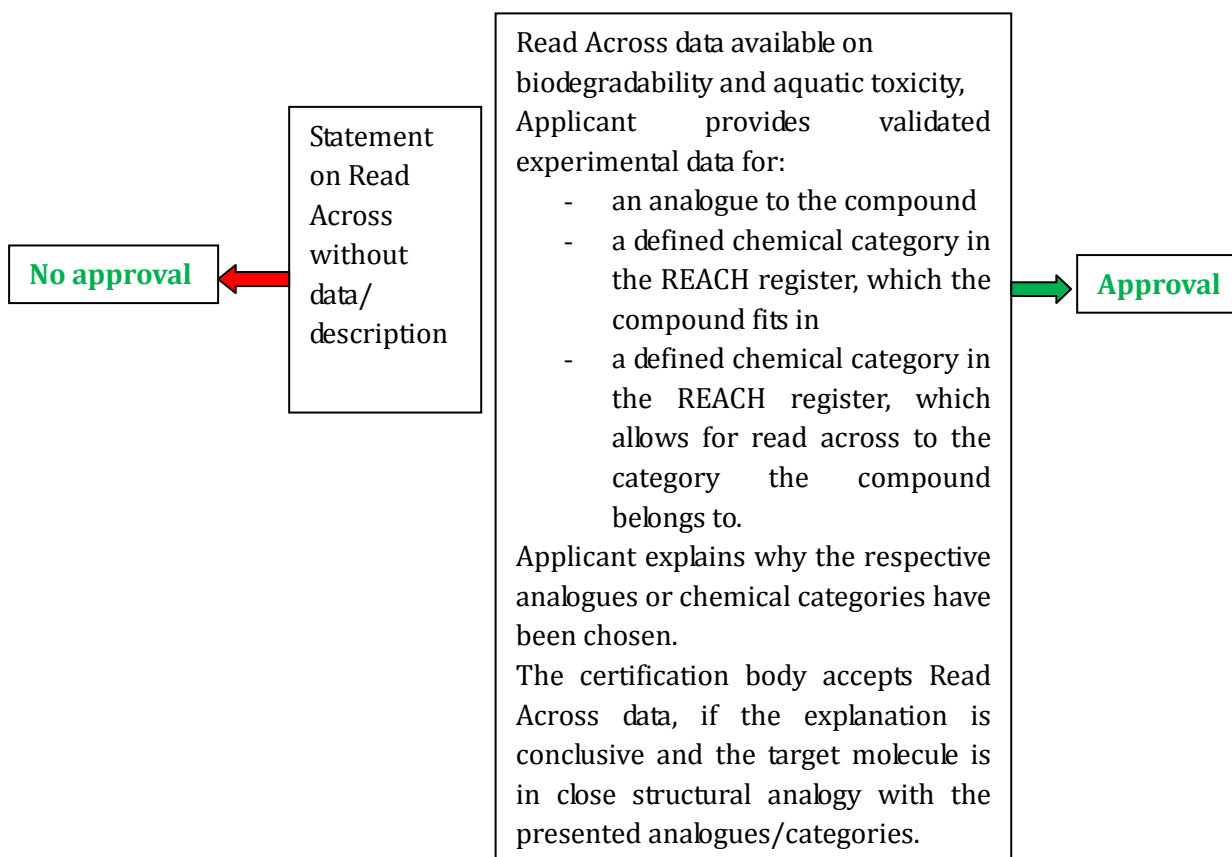 No approval
Statement
on Read
Across
without
data/
description
Read Across data available on
biodegradability and aquatic toxicity,
Applicant provides validated
experimental data for:
- an analogue to the compound
- a defined chemical category in
the REACH register, which the
compound fits in
- a defined chemical category in
the REACH register, which
allows for read across to the
category the compound
belongs to.
Applicant explains why the respective
analogues or chemical categories have
been chosen.
The certification body accepts Read
Across data, if the explanation is
conclusive and the target molecule is
in close structural analogy with the
presented analogues/categories.
Approval